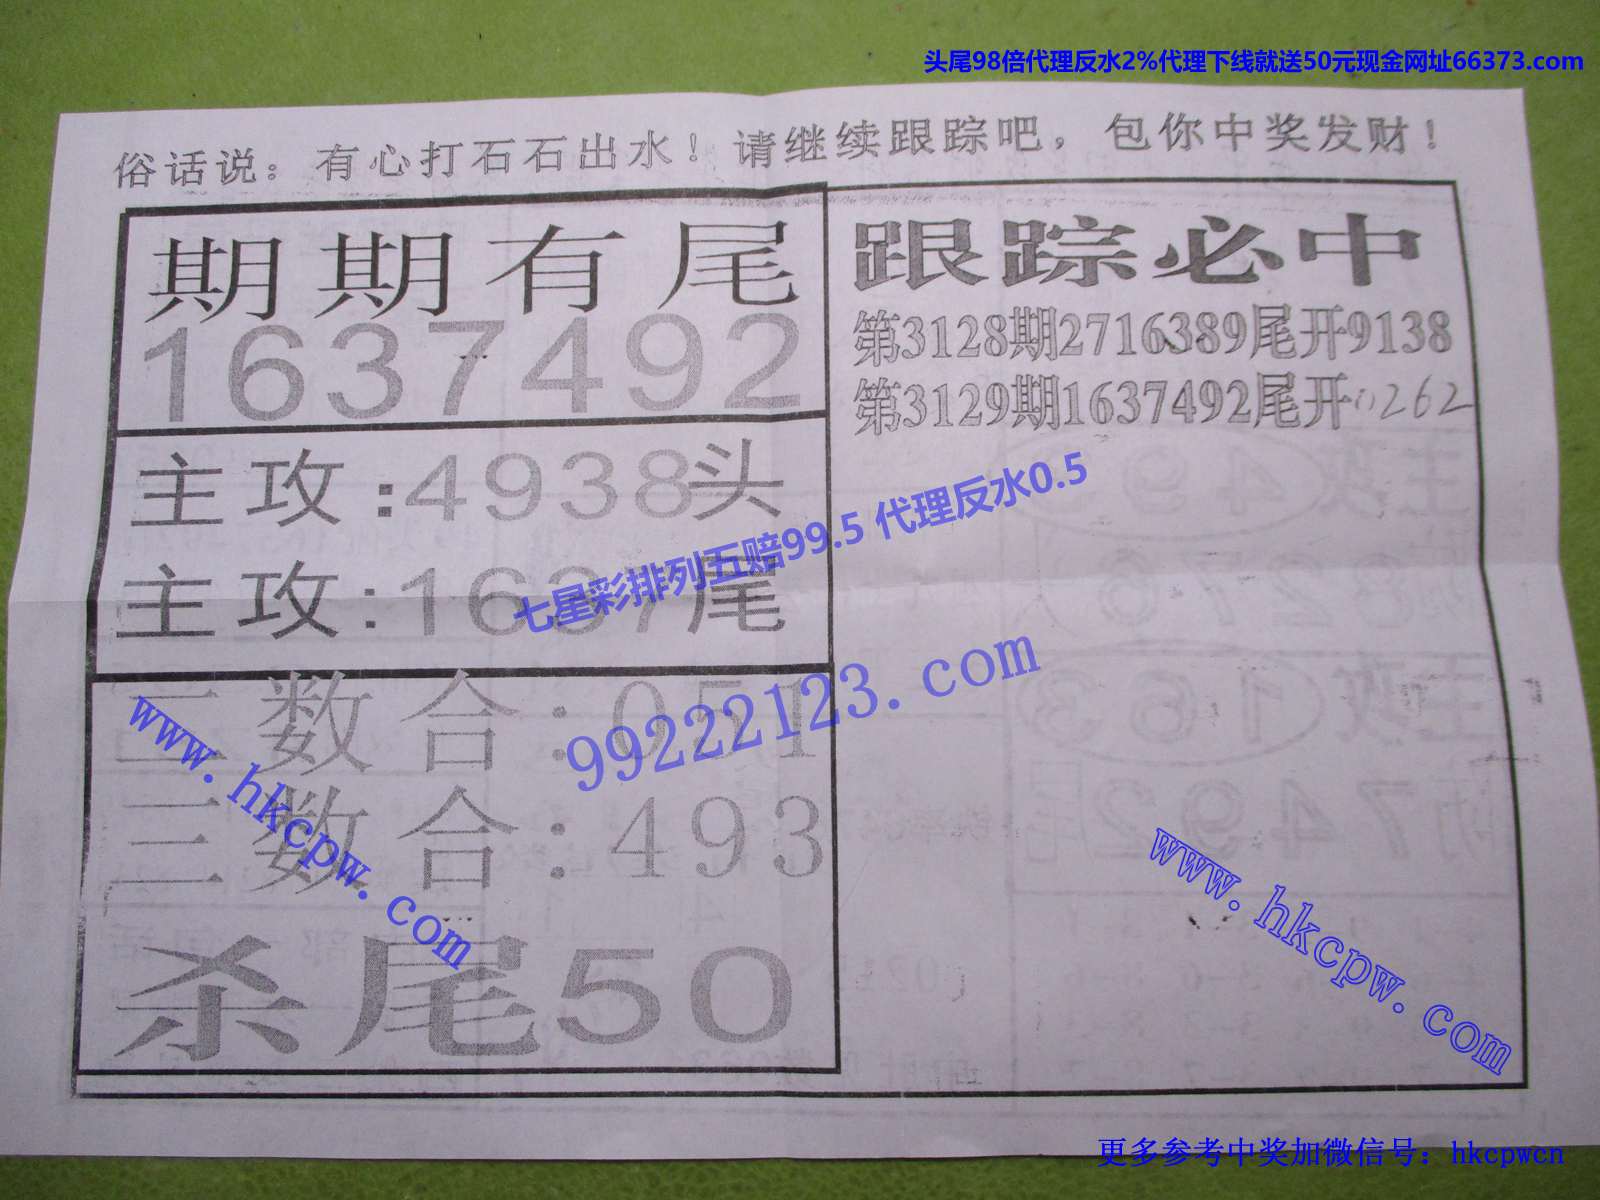 头尾98倍代理反水2%代理下线就送50元现金网址66373.com
俗话说：有心打石石出水！请继续跟踪吧，包你中奖发财！
期期有尾
1637492
主攻:4938头
主攻:1637尾
二数合:051
三数合:493
杀尾50
跟踪必中
第3128期2716389尾开9138
第3129期1637492尾开0262
七星彩排列五赔99.5 代理反水0.5
99222123.com
www.hkcpw.com
www.hkcpw.com
更多参考中奖加微信号：hkcpwcn